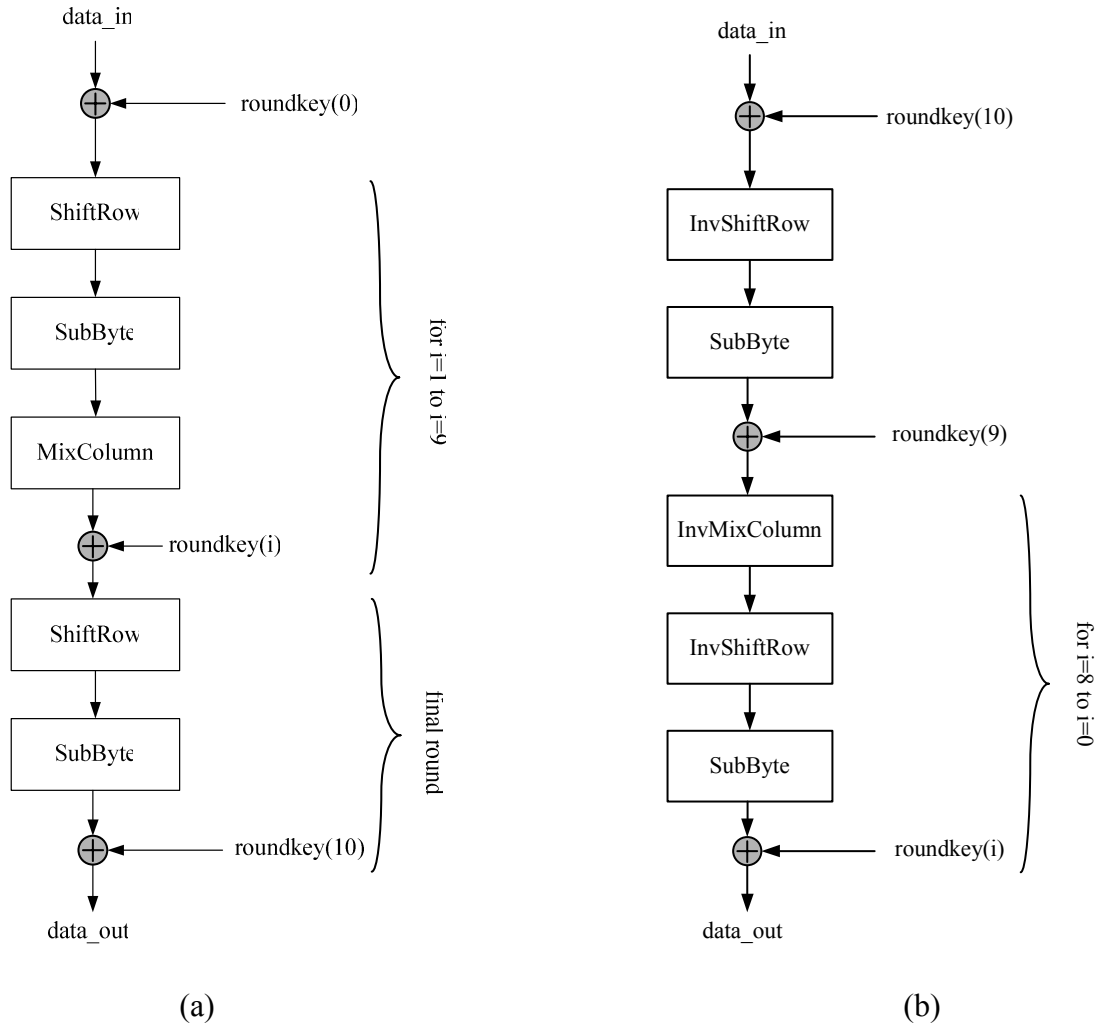 data_in
roundkey(0)
ShiftRow
SubByte
MixColumn
roundkey(i)
for i=1 to i=9
ShiftRow
SubByte
roundkey(10)
final round
data_out
(a)
data_in
roundkey(10)
InvShiftRow
SubByte
roundkey(9)
InvMixColumn
InvShiftRow
SubByte
roundkey(i)
for i=8 to i=0
data_out
(b)